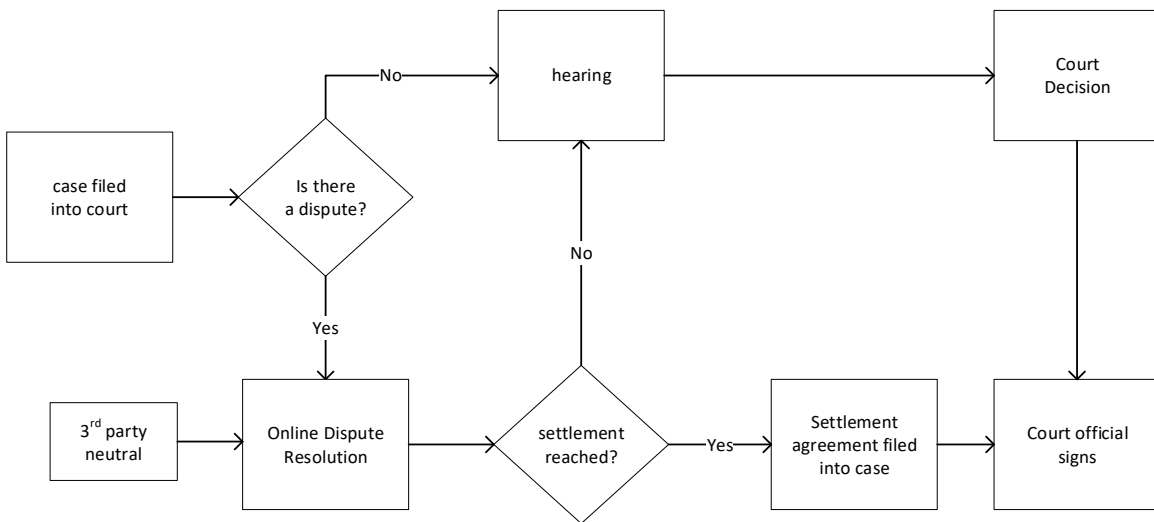 No
hearing
Court
Decision
case filed
into court
Is there
a dispute?
No
Yes
3rd party
neutral
Online Dispute
Resolution
settlement
reached?
Yes
Settlement
agreement filed
into case
Court official
signs